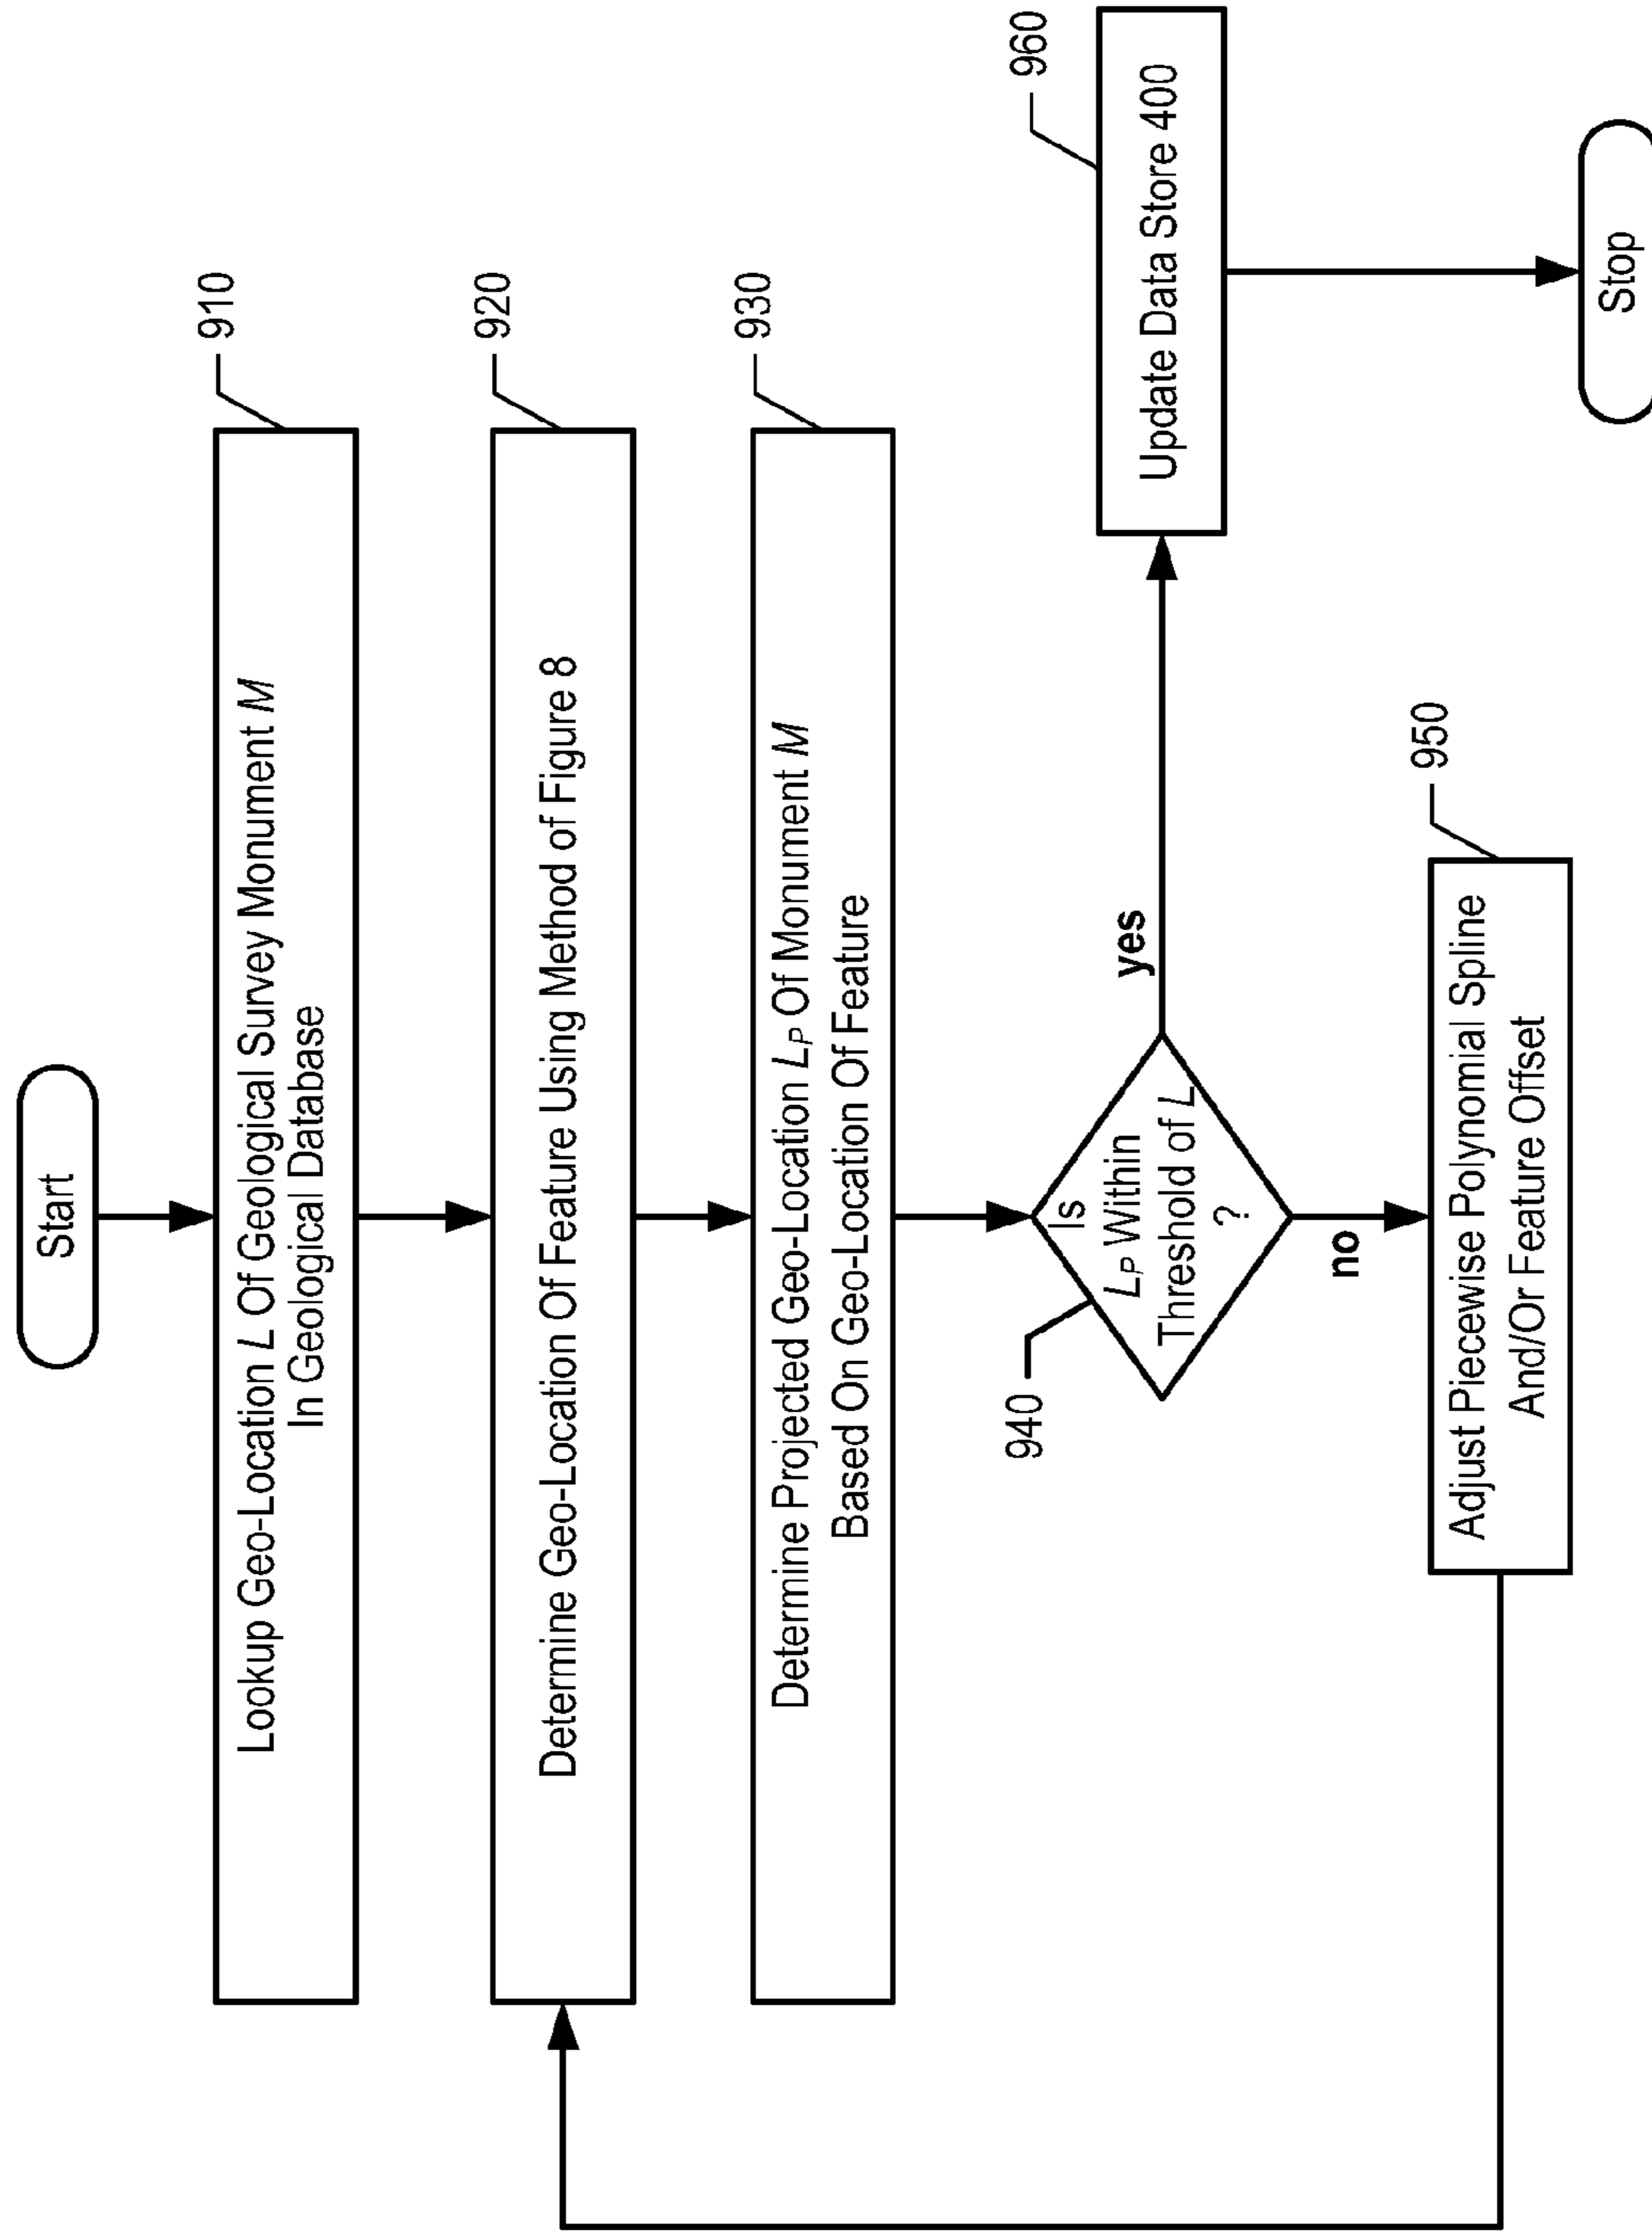 Start
910
Lookup Geo-Location L Of Geological Survey Monument M
In Geological Database
920
Determine Geo-Location Of Feature Using Method of Figure 8
930
Determine Projected Geo-Location LP Of Monument M
Based On Geo-Location Of Feature
940
Is
LP Within
Threshold of L
?
yes
960
Update Data Store 400
no
950
Adjust Piecewise Polynomial Spline
And/Or Feature Offset
Stop